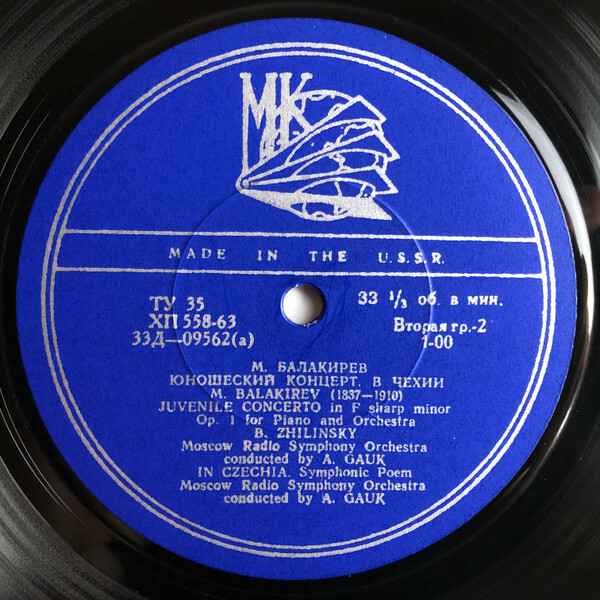 МК
MADE IN THE U.S.S.R.
ТУ 35
ХП 558-63
33Д—09562(а)
33 ⅓ об. в мин.
Вторая гр.-2
1-00
М. БАЛАКИРЕВ
ЮНОШЕСКИЙ КОНЦЕРТ. В ЧЕХИИ
M. BALAKIREV (1837—1910)
JUVENILE CONCERTO in F sharp minor
Op. 1 for Piano and Orchestra
B. ZHILINSKY
Moscow Radio Symphony Orchestra
conducted by A. GAUK
IN CZECHIA. Symphonic Poem
Moscow Radio Symphony Orchestra
conducted by A. GAUK